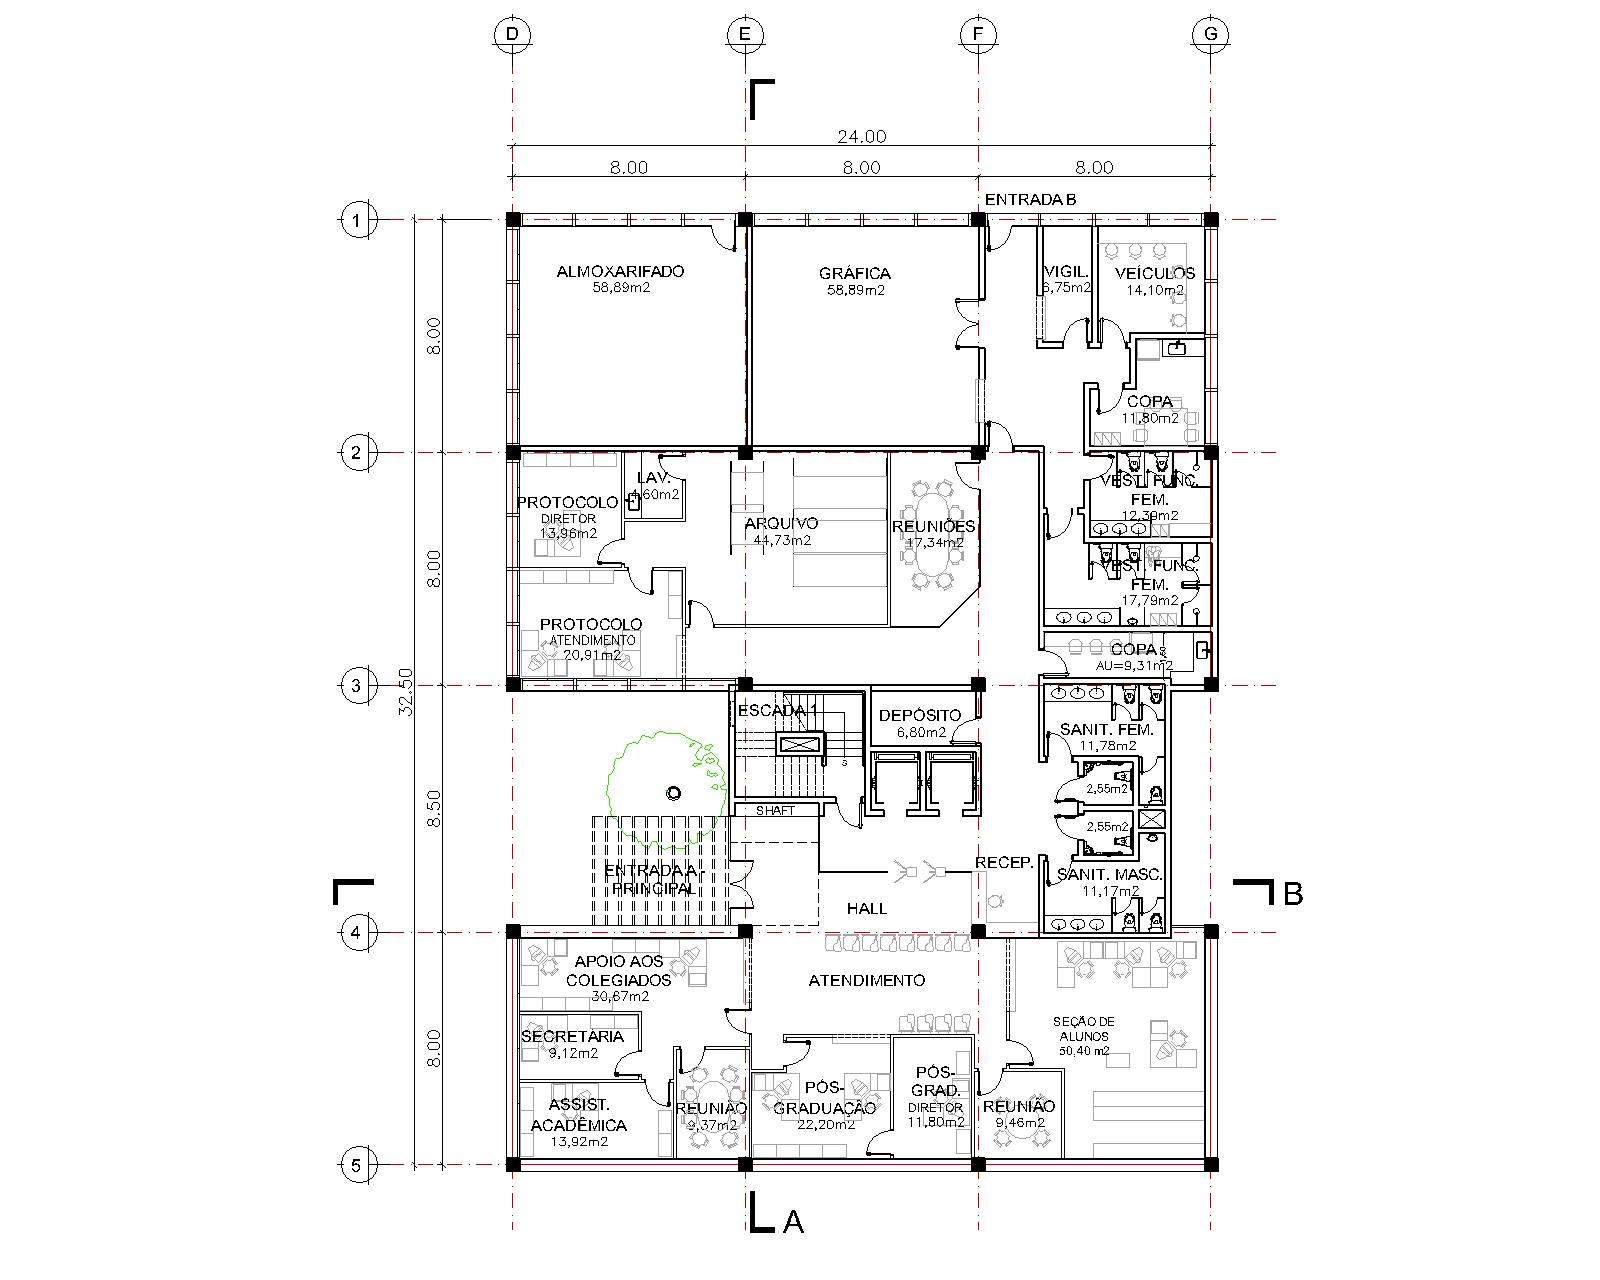 D E F G
24.00
8.00 8.00 8.00
ENTRADA B
1
ALMOXARIFADO
58,89m2
GRÁFICA
58,89m2
VIGIL.
6,75m2
VEÍCULOS
14,10m2
8.00
COPA
11,80m2
2
LAV.
4,60m2
PROTOCOLO
DIRETOR
13,96m2
ARQUIVO
44,73m2
REUNIÕES
17,34m2
VEST. FUNC.
FEM.
12,39m2
8.00
VEST. FUNC.
FEM.
17,79m2
PROTOCOLO
ATENDIMENTO
20,91m2
COPA
AU=9,31m2
3
32.50
ESCADA 1
S
DEPÓSITO
6,80m2
SANIT. FEM.
11,78m2
2,55m2
8.50
SHAFT
2,55m2
ENTRADA A -
PRINCIPAL
RECEP.
SANIT. MASC.
11,17m2
HALL
B
4
APOIO AOS
COLEGIADOS
30,67m2
ATENDIMENTO
SEÇÃO DE
ALUNOS
50,40 m2
SECRETARIA
9,12m2
8.00
PÓS-
GRADUAÇÃO
22,20m2
PÓS-
GRAD.
DIRETOR
11,80m2
ASSIST.
ACADÊMICA
13,92m2
REUNIÃO
9,37m2
REUNIÃO
9,46m2
5
A